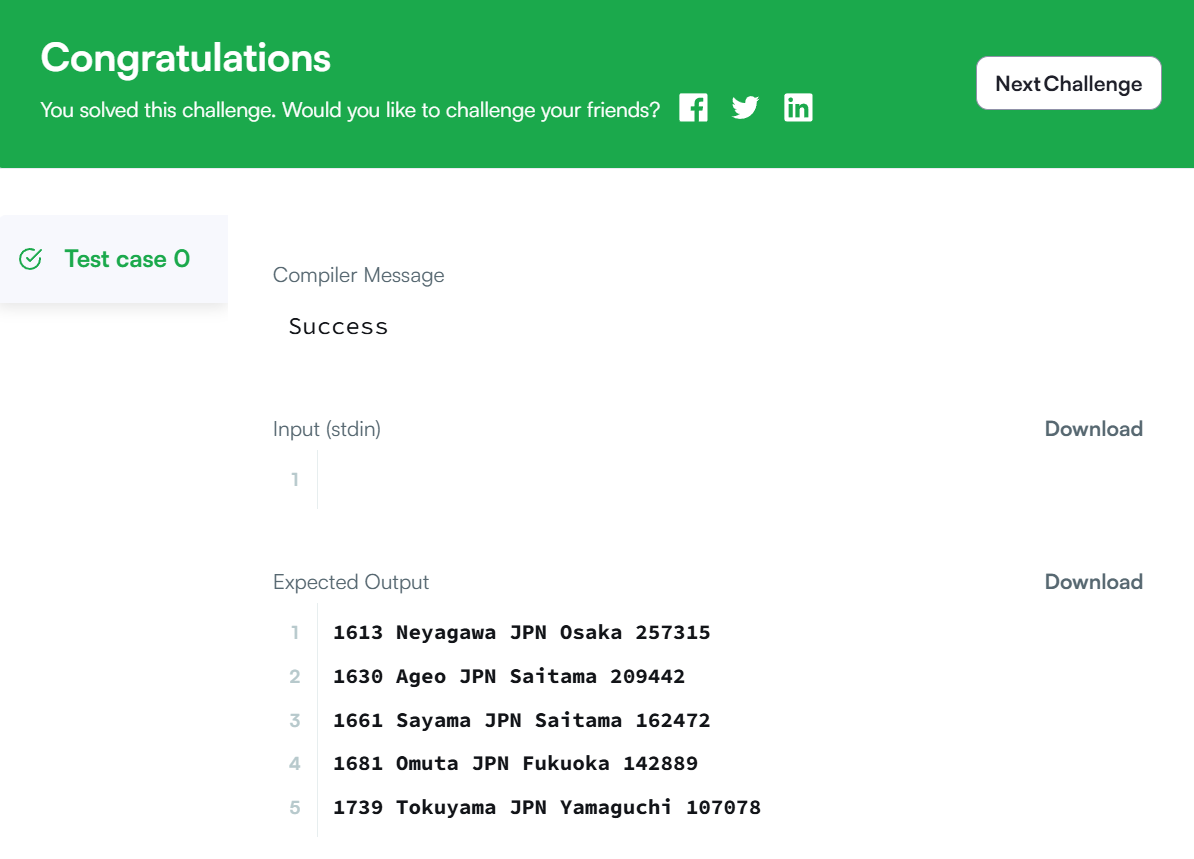 Congratulations
You solved this challenge. Would you like to challenge your friends?
Next Challenge
Test case 0
Compiler Message
Success
Input (stdin)
Download
1
Expected Output
Download
1 1613 Neyagawa JPN Osaka 257315
2 1630 Ageo JPN Saitama 209442
3 1661 Sayama JPN Saitama 162472
4 1681 Omuta JPN Fukuoka 142889
5 1739 Tokuyama JPN Yamaguchi 107078